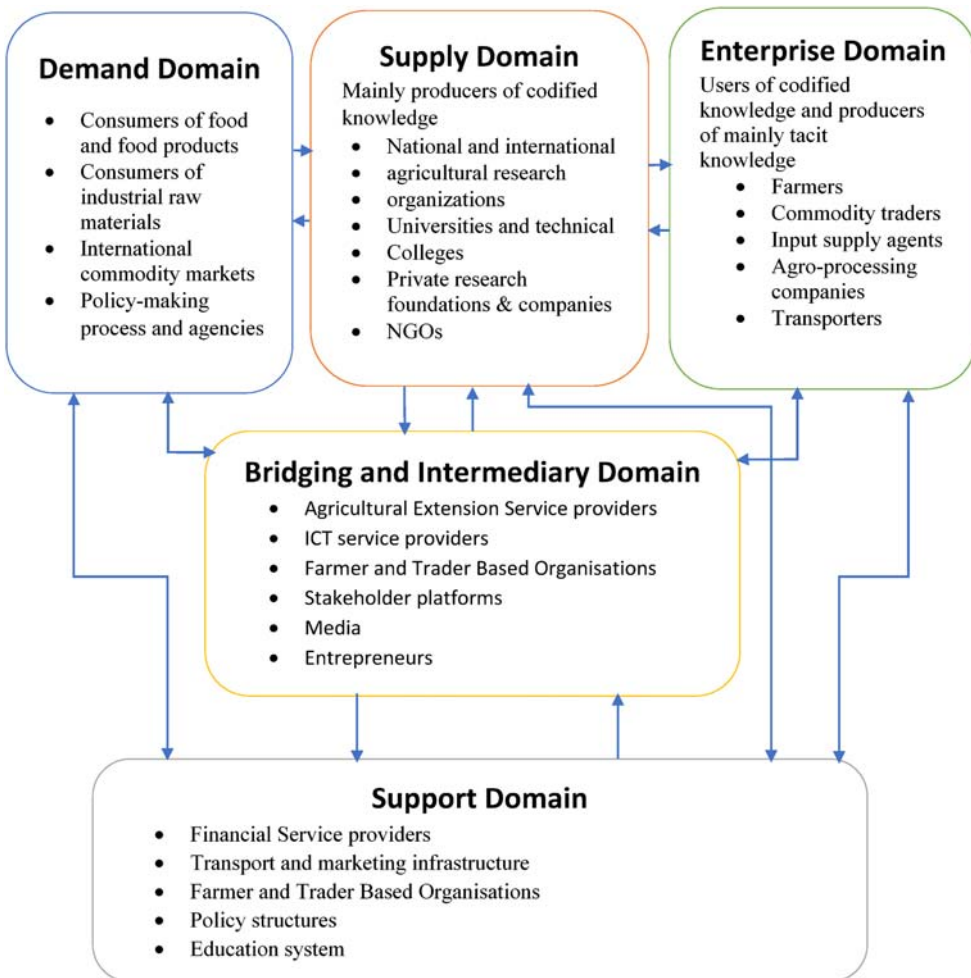 Demand Domain
• Consumers of food
and food products
• Consumers of
industrial raw
materials
• International
commodity markets
• Policy-making
process and agencies
Supply Domain
Mainly producers of codified
knowledge
• National and international
• agricultural research
• organizations
• Universities and technical
• Colleges
• Private research
foundations & companies
• NGOs
Enterprise Domain
Users of codified
knowledge and producers
of mainly tacit
knowledge
• Farmers
• Commodity traders
• Input supply agents
• Agro-processing
companies
• Transporters
Bridging and Intermediary Domain
• Agricultural Extension Service providers
• ICT service providers
• Farmer and Trader Based Organisations
• Stakeholder platforms
• Media
• Entrepreneurs
Support Domain
• Financial Service providers
• Transport and marketing infrastructure
• Farmer and Trader Based Organisations
• Policy structures
• Education system